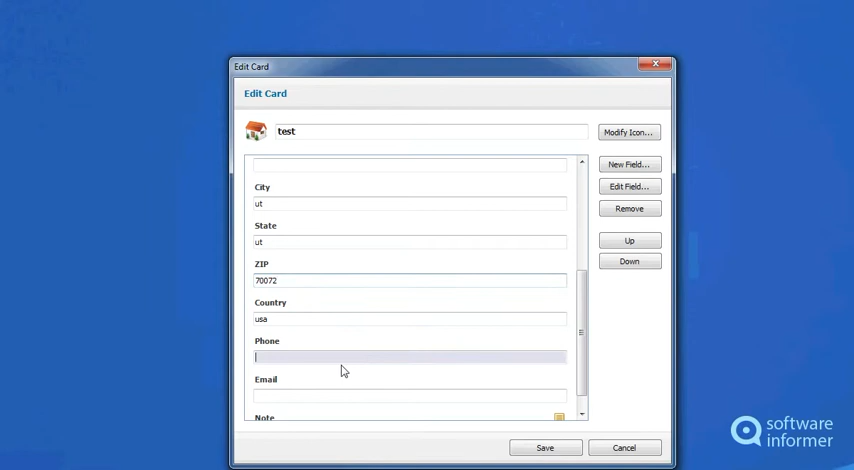 Edit Card
Edit Card
test
Modify Icon...
New Field...
City
Edit Field...
ut
Remove
State
ut
Up
ZIP
Down
70072
Country
usa
Phone
Email
Note
Save
Cancel
software
informer